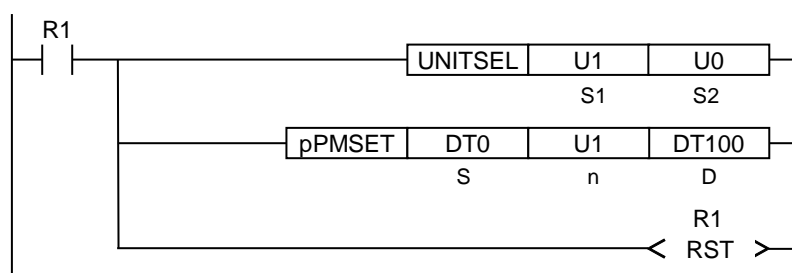 R1
UNITSEL U1 U0
S1 S2
pPMSET DT0 U1 DT100
S n D
R1
RST